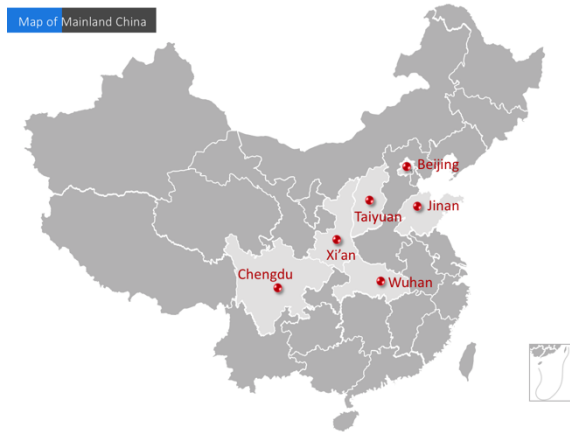 Map of Mainland China
Beijing
Jinan
Taiyuan
Xi'an
Chengdu
Wuhan